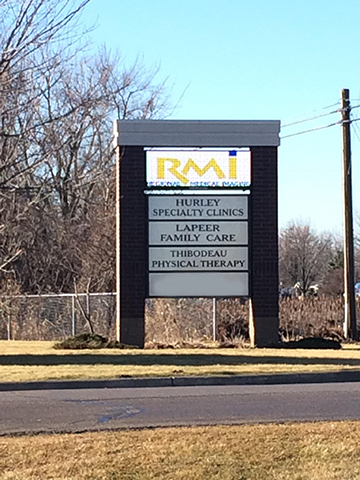 RMI
REGIONAL MEDICAL IMAGING
HURLEY
SPECIALTY CLINICS
LAPEER
FAMILY CARE
THIBODEAU
PHYSICAL THERAPY